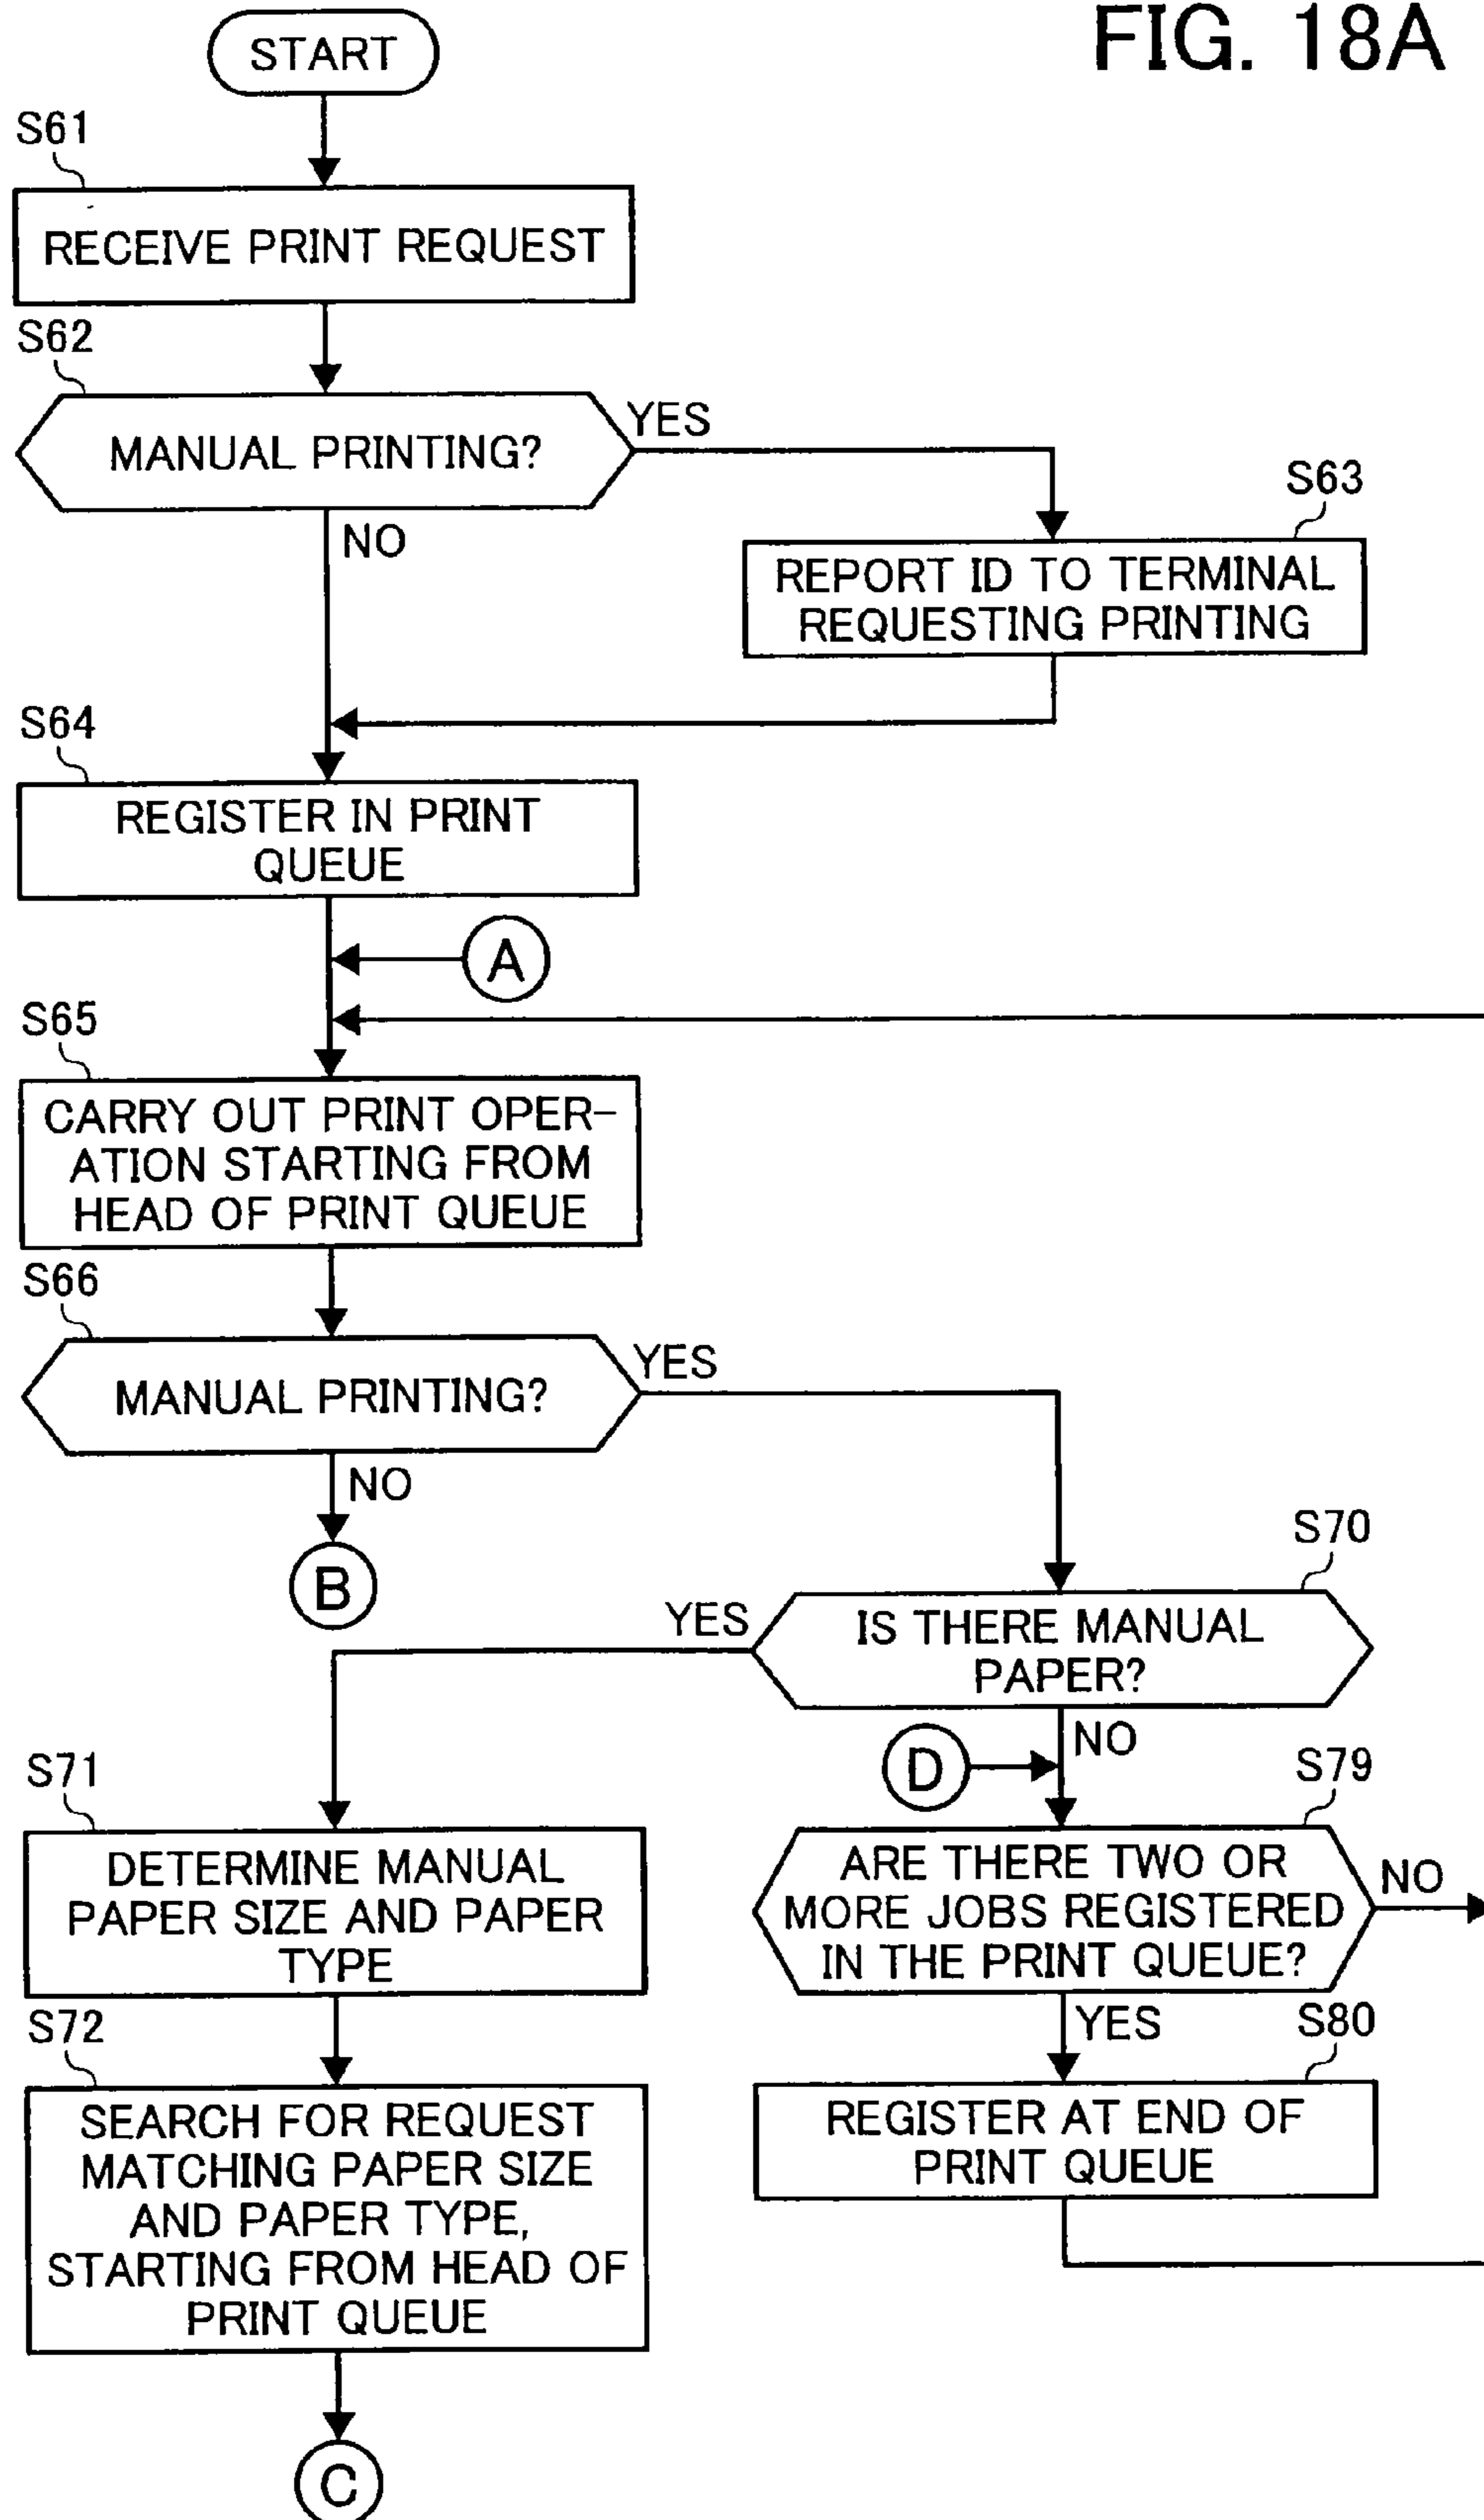 FIG. 18A
START
S61
RECEIVE PRINT REQUEST
S62
MANUAL PRINTING?
YES
NO
S63
REPORT ID TO TERMINAL
REQUESTING PRINTING
S64
REGISTER IN PRINT
QUEUE
A
S65
CARRY OUT PRINT OPER-
ATION STARTING FROM
HEAD OF PRINT QUEUE
S66
MANUAL PRINTING?
YES
NO
B
S70
IS THERE MANUAL
PAPER?
YES
NO
D
S71
DETERMINE MANUAL
PAPER SIZE AND PAPER
TYPE
S79
ARE THERE TWO OR
MORE JOBS REGISTERED
IN THE PRINT QUEUE?
NO
YES
S72
SEARCH FOR REQUEST
MATCHING PAPER SIZE
AND PAPER TYPE,
STARTING FROM HEAD OF
PRINT QUEUE
S80
REGISTER AT END OF
PRINT QUEUE
C